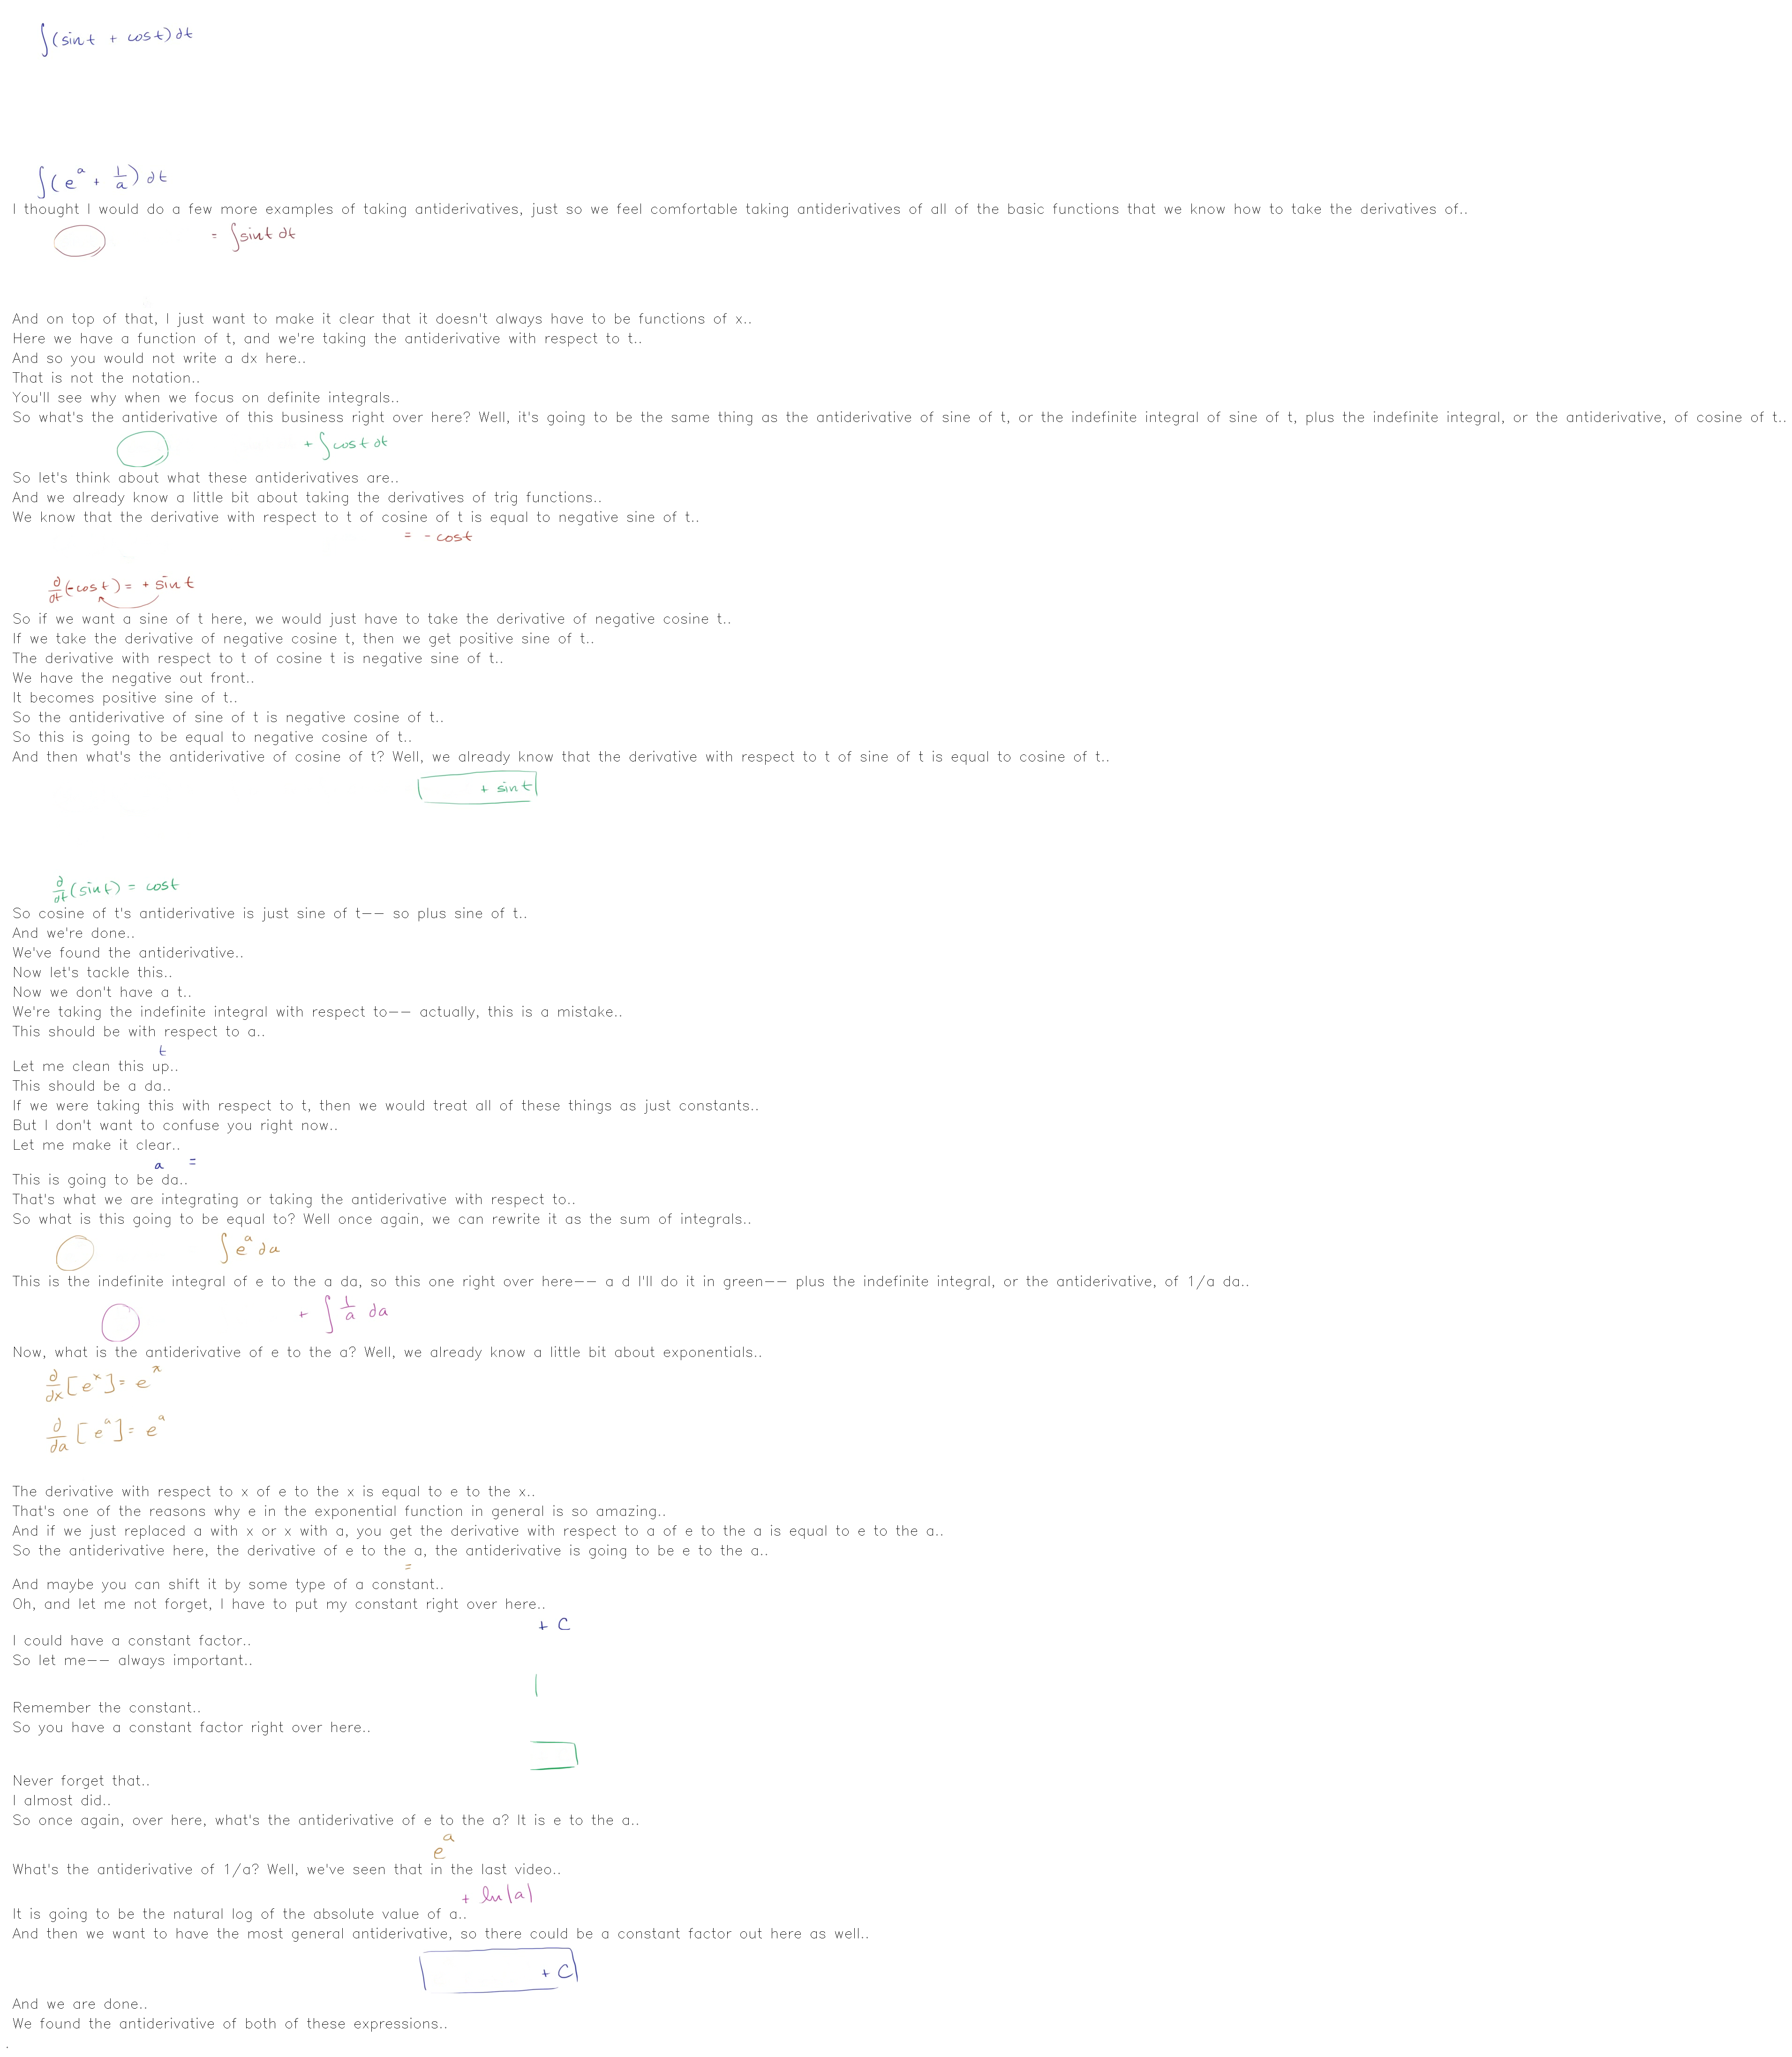 ∫(sint + cost)dt
∫(e^a + 1/a)dt
I thought I would do a few more examples of taking antiderivatives, just so we feel comfortable taking antiderivatives of all of the basic functions that we know how to take the derivatives of..
= ∫sint dt
And on top of that, I just want to make it clear that it doesn't always have to be functions of x..
Here we have a function of t, and we're taking the antiderivative with respect to t..
And so you would not write a dx here..
That is not the notation..
You'll see why when we focus on definite integrals..
So what's the antiderivative of this business right over here? Well, it's going to be the same thing as the antiderivative of sine of t, or the indefinite integral of sine of t, plus the indefinite integral, or the antiderivative, of cosine of t..
+ ∫cost dt
So let's think about what these antiderivatives are..
And we already know a little bit about taking the derivatives of trig functions..
We know that the derivative with respect to t of cosine of t is equal to negative sine of t..
= - cost
d/dt(-cost) = + sint
So if we want a sine of t here, we would just have to take the derivative of negative cosine t..
If we take the derivative of negative cosine t, then we get positive sine of t..
The derivative with respect to t of cosine t is negative sine of t..
We have the negative out front..
It becomes positive sine of t..
So the antiderivative of sine of t is negative cosine of t..
So this is going to be equal to negative cosine of t..
And then what's the antiderivative of cosine of t? Well, we already know that the derivative with respect to t of sine of t is equal to cosine of t..
+ sint
d/dt(sint) = cost
So cosine of t's antiderivative is just sine of t-- so plus sine of t..
And we're done..
We've found the antiderivative..
Now let's tackle this..
Now we don't have a t..
We're taking the indefinite integral with respect to-- actually, this is a mistake..
This should be with respect to a..
t
Let me clean this up..
This should be a da..
If we were taking this with respect to t, then we would treat all of these things as just constants..
But I don't want to confuse you right now..
Let me make it clear..
a =
This is going to be da..
That's what we are integrating or taking the antiderivative with respect to..
So what is this going to be equal to? Well once again, we can rewrite it as the sum of integrals..
∫e^a da
This is the indefinite integral of e to the a da, so this one right over here-- a d I'll do it in green-- plus the indefinite integral, or the antiderivative, of 1/a da..
+ ∫1/a da
Now, what is the antiderivative of e to the a? Well, we already know a little bit about exponentials..
d/dx[e^x] = e^x
d/da[e^a] = e^a
The derivative with respect to x of e to the x is equal to e to the x..
That's one of the reasons why e in the exponential function in general is so amazing..
And if we just replaced a with x or x with a, you get the derivative with respect to a of e to the a is equal to e to the a..
So the antiderivative here, the derivative of e to the a, the antiderivative is going to be e to the a..
=
And maybe you can shift it by some type of a constant..
Oh, and let me not forget, I have to put my constant right over here..
+ C
I could have a constant factor..
So let me-- always important..
Remember the constant..
So you have a constant factor right over here..
Never forget that..
I almost did..
So once again, over here, what's the antiderivative of e to the a? It is e to the a..
e^a
What's the antiderivative of 1/a? Well, we've seen that in the last video..
+ ln|a|
It is going to be the natural log of the absolute value of a..
And then we want to have the most general antiderivative, so there could be a constant factor out here as well..
+ C
And we are done..
We found the antiderivative of both of these expressions..
.